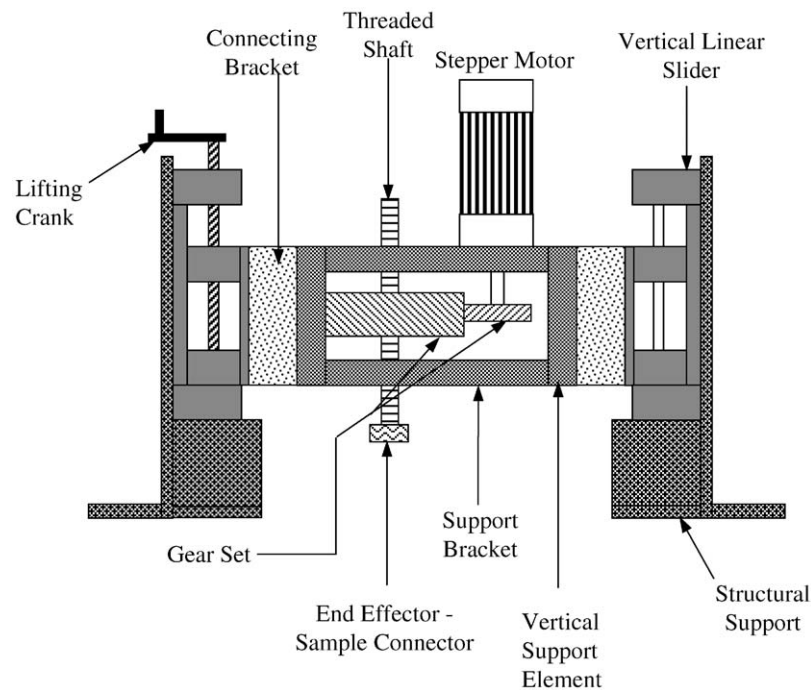 Threaded
Shaft
Connecting
Bracket
Stepper Motor
Vertical Linear
Slider
Lifting
Crank
Gear Set
End Effector -
Sample Connector
Support
Bracket
Vertical
Support
Element
Structural
Support